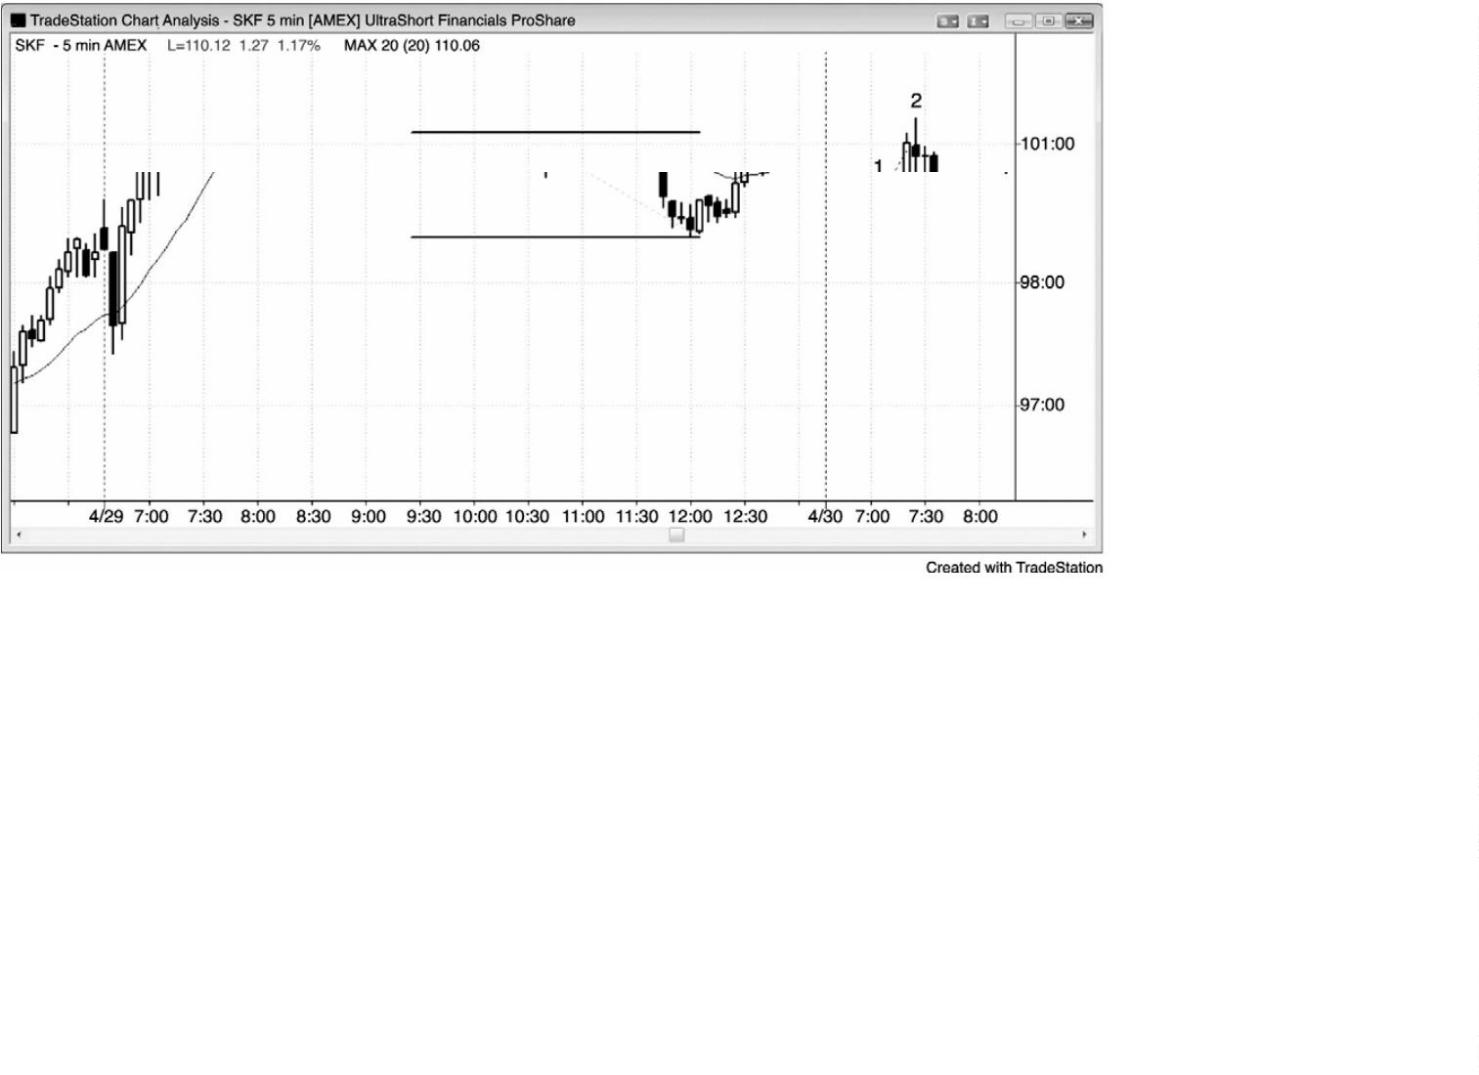 TradeStation Chart Analysis - SKF 5 min [AMEX] UltraShort Financials ProShare
SKF - 5 min AMEX L=110.12 1.27 1.17% MAX 20 (20) 110.06
2
101:00
1
98:00
97:00
4/29 7:00 7:30 8:00 8:30 9:00 9:30 10:00 10:30 11:00 11:30 12:00 12:30 4/30 7:00 7:30 8:00
Created with TradeStation